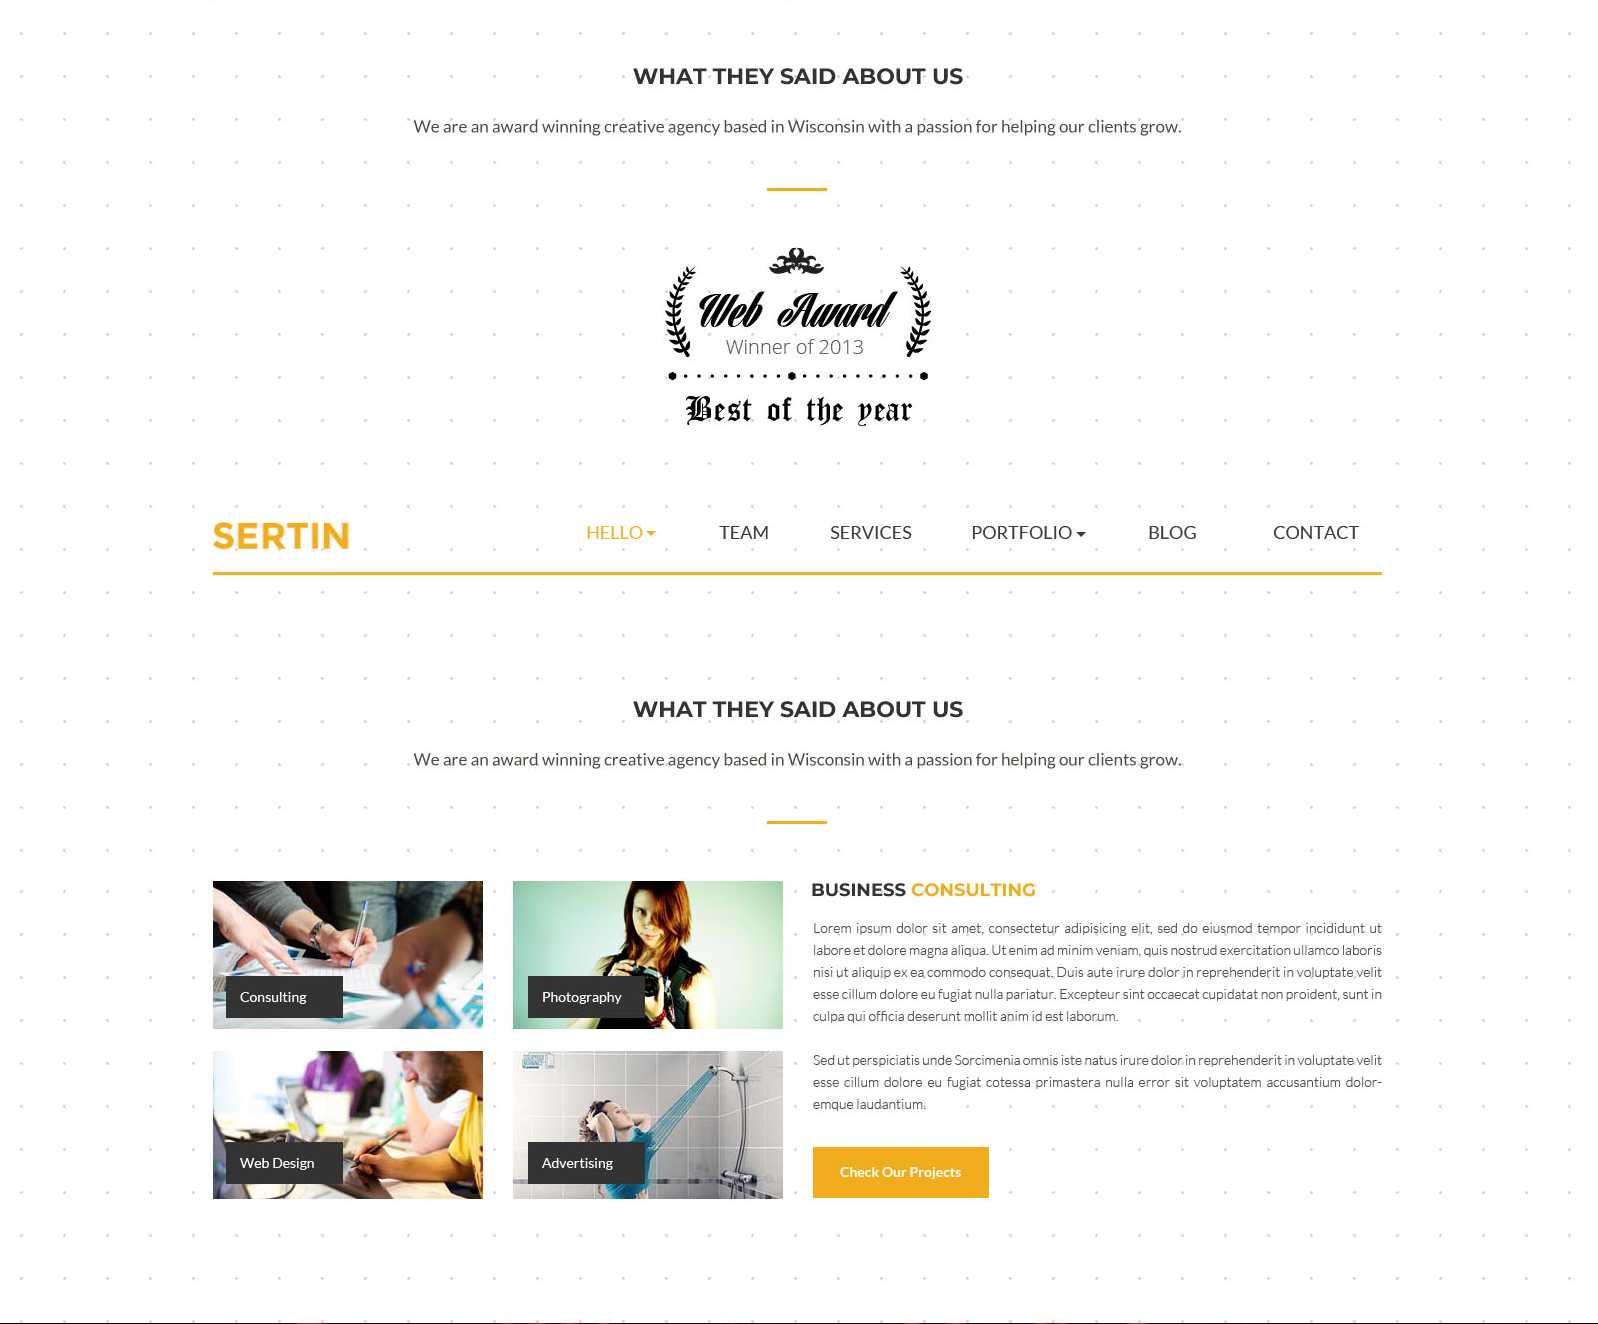 WHAT THEY SAID ABOUT US
We are an award winning creative agency based in Wisconsin with a passion for helping our clients grow.
Web Award
Winner of 2013
Best of the year
SERTIN
HELLO TEAM SERVICES PORTFOLIO BLOG CONTACT
WHAT THEY SAID ABOUT US
We are an award winning creative agency based in Wisconsin with a passion for helping our clients grow.
Consulting
Photography
Web Design
Advertising
BUSINESS CONSULTING
Lorem ipsum dolor sit amet, consectetur adipisicing elit, sed do eiusmod tempor incididunt ut
labore et dolore magna aliqua. Ut enim ad minim veniam, quis nostrud exercitation ullamco laboris
nisi ut aliquip ex ea commodo consequat. Duis aute irure dolor in reprehenderit in voluptate velit
esse cillum dolore eu fugiat nulla pariatur. Excepteur sint occaecat cupidatat non proident, sunt in
culpa qui officia deserunt mollit anim id est laborum.
Sed ut perspiciatis unde Sorcimenia omnis iste natus irure dolor in reprehenderit in voluptate velit
esse cillum dolore eu fugiat cotessa primastera nulla error sit voluptatem accusantium dolor-
emque laudantium.
Check Our Projects